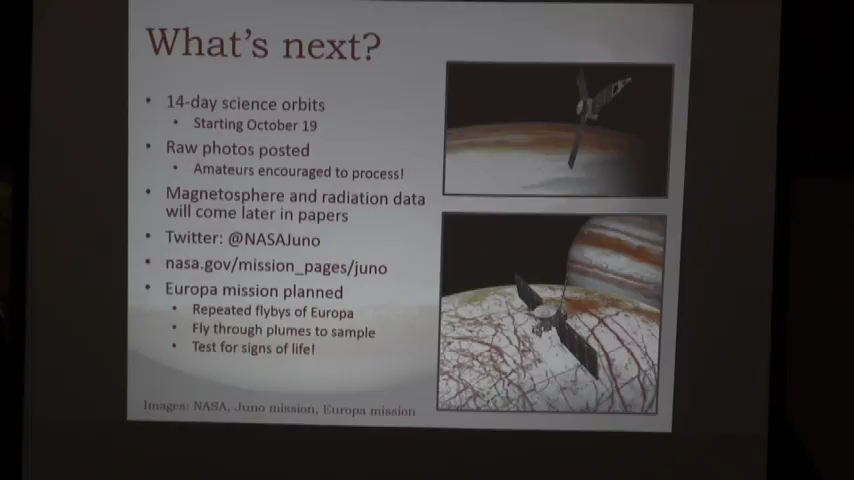 What's next?
• 14-day science orbits
• Starting October 19
• Raw photos posted
• Amateurs encouraged to process!
• Magnetosphere and radiation data
will come later in papers
• Twitter: @NASAJuno
• nasa.gov/mission_pages/juno
• Europa mission planned
• Repeated flybys of Europa
• Fly through plumes to sample
• Test for signs of life!
Images: NASA, Juno mission, Europa mission